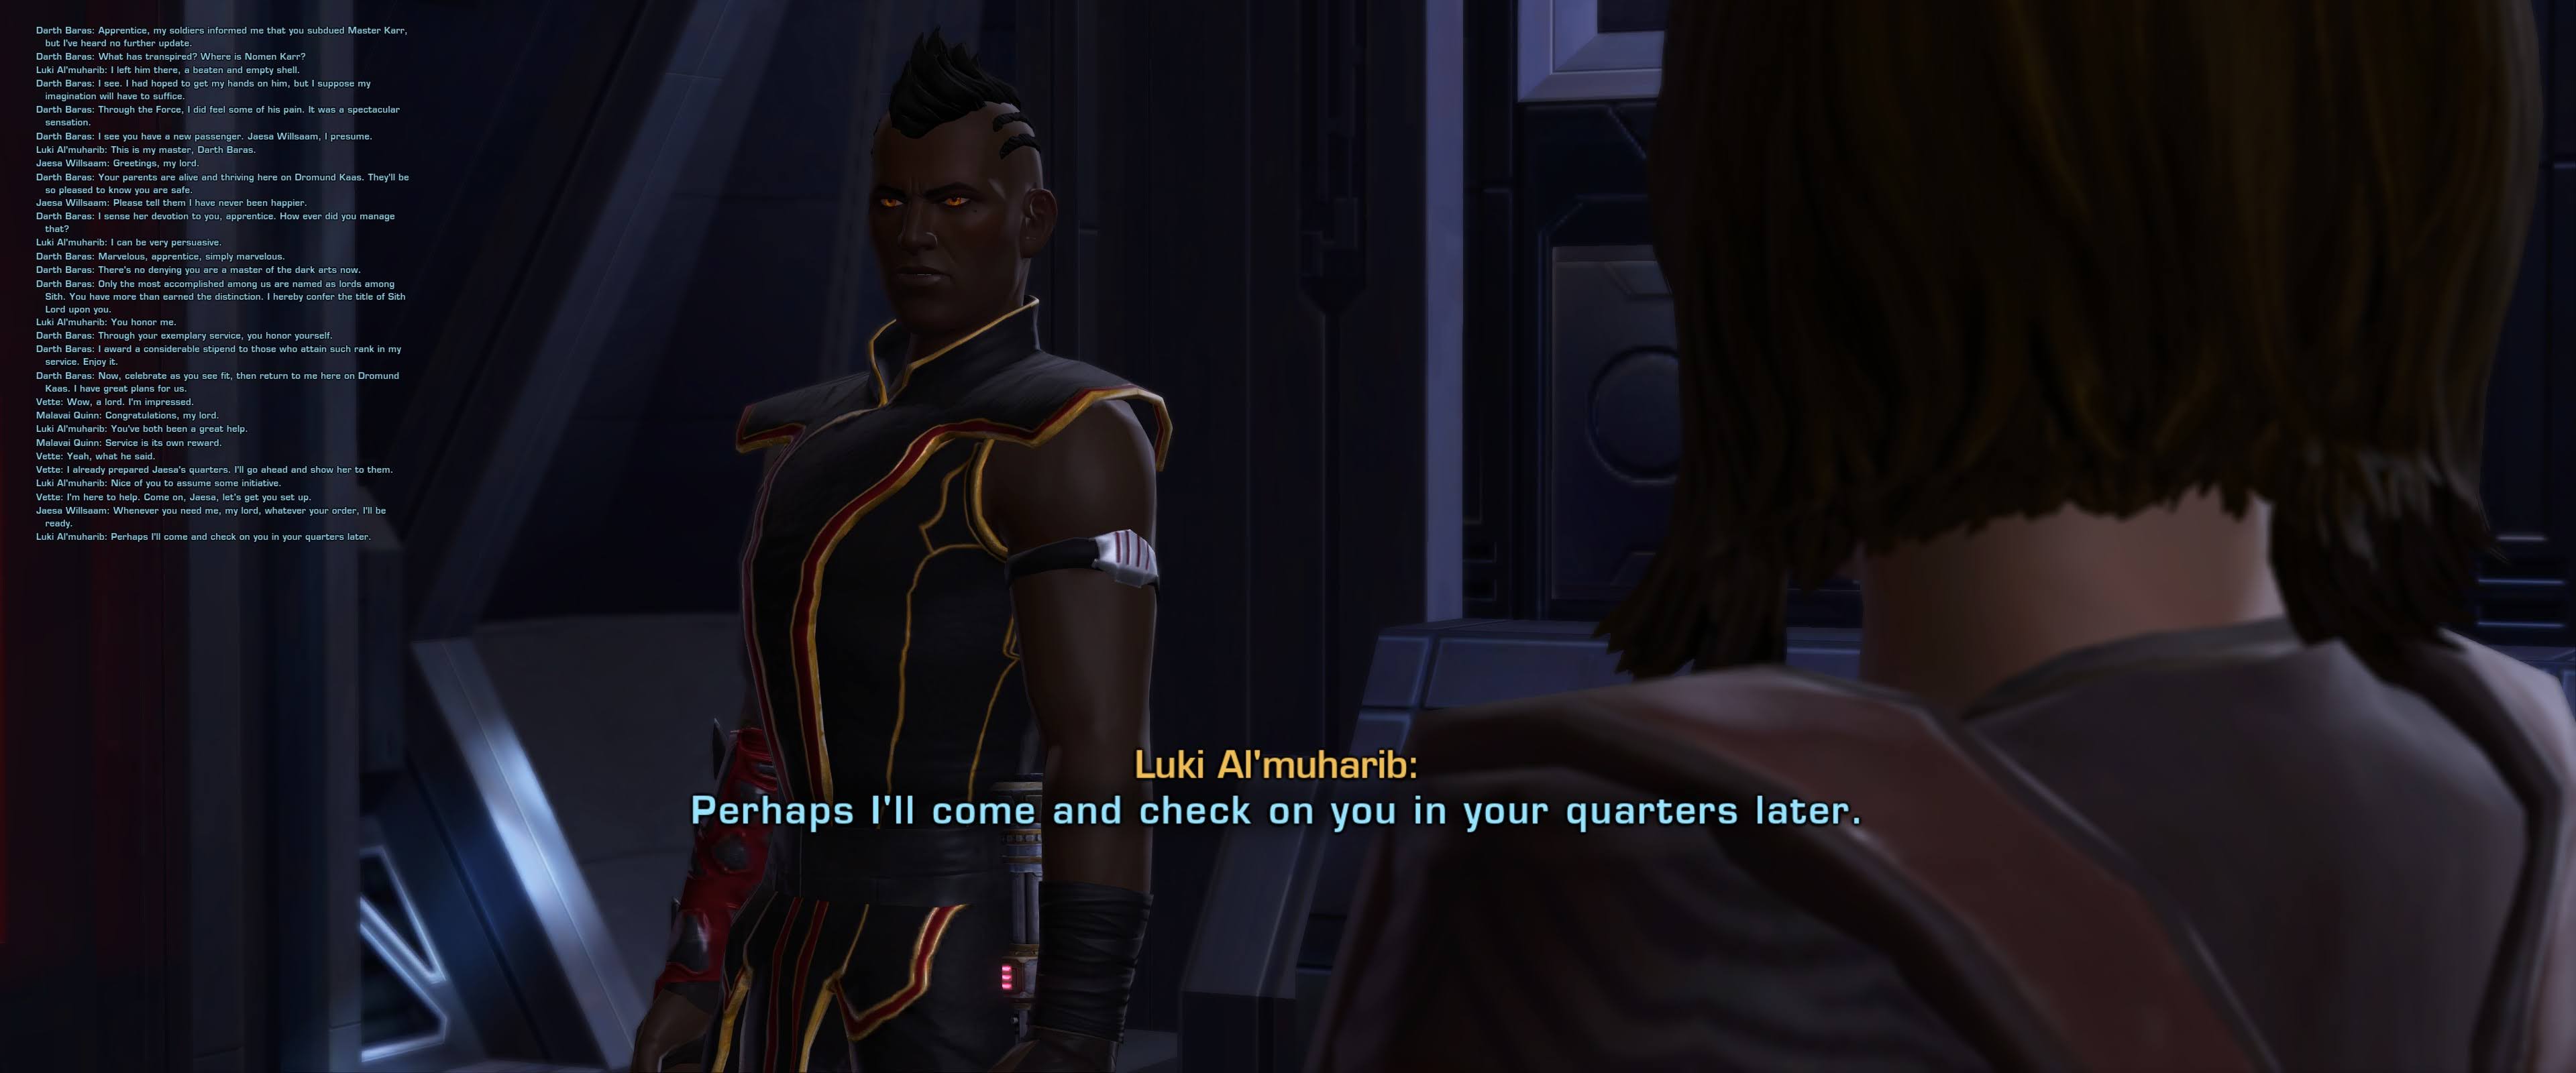 Darth Baras: Apprentice, my soldiers informed me that you subdued Master Karr,
but I've heard no further update.
Darth Baras: What has transpired? Where is Nomen Karr?
Luki Al'muharib: I left him there, a beaten and empty shell.
Darth Baras: I see. I had hoped to get my hands on him, but I suppose my
imagination will have to suffice.
Darth Baras: Through the Force, I did feel some of his pain. It was a spectacular
sensation.
Darth Baras: I see you have a new passenger. Jaesa Willsaam, I presume.
Luki Al'muharib: This is my master, Darth Baras.
Jaesa Willsaam: Greetings, my lord.
Darth Baras: Your parents are alive and thriving here on Dromund Kaas. They'll be
so pleased to know you are safe.
Jaesa Willsaam: Please tell them I have never been happier.
Darth Baras: I sense her devotion to you, apprentice. How ever did you manage
that?
Luki Al'muharib: I can be very persuasive.
Darth Baras: Marvelous, apprentice, simply marvelous.
Darth Baras: There's no denying you are a master of the dark arts now.
Darth Baras: Only the most accomplished among us are named as lords among
Sith. You have more than earned the distinction. I hereby confer the title of Sith
Lord upon you.
Luki Al'muharib: You honor me.
Darth Baras: Through your exemplary service, you honor yourself.
Darth Baras: I award a considerable stipend to those who attain such rank in my
service. Enjoy it.
Darth Baras: Now, celebrate as you see fit, then return to me here on Dromund
Kaas. I have great plans for us.
Vette: Wow, a lord. I'm impressed.
Malavai Quinn: Congratulations, my lord.
Luki Al'muharib: You've both been a great help.
Malavai Quinn: Service is its own reward.
Vette: Yeah, what he said.
Vette: I already prepared Jaesa's quarters. I'll go ahead and show her to them.
Luki Al'muharib: Nice of you to assume some initiative.
Vette: I'm here to help. Come on, Jaesa, let's get you set up.
Jaesa Willsaam: Whenever you need me, my lord, whatever your order, I'll be
ready.
Luki Al'muharib: Perhaps I'll come and check on you in your quarters later.
Luki Al'muharib:
Perhaps I'll come and check on you in your quarters later.